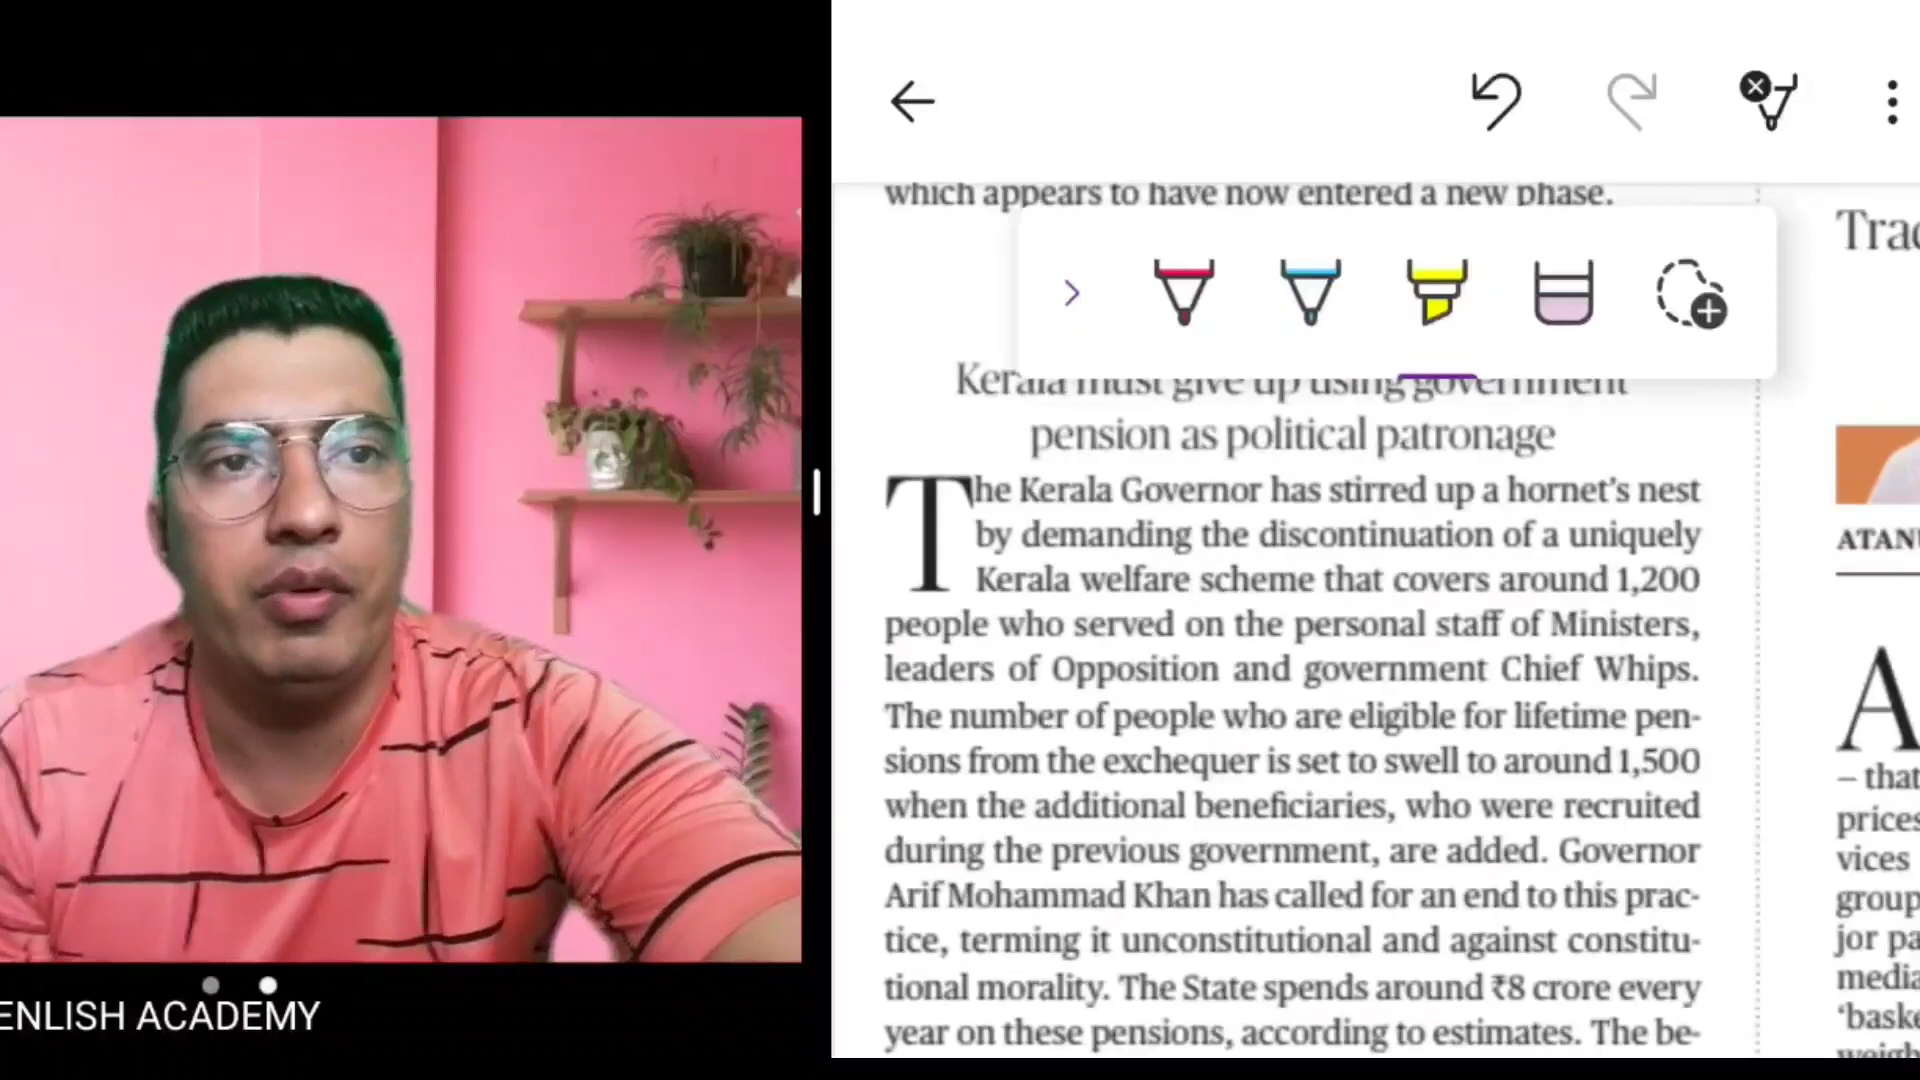 ENLISH ACADEMY
which appears to have now entered a new phase.
Kerala must give up using government
pension as political patronage
The Kerala Governor has stirred up a hornet's nest
by demanding the discontinuation of a uniquely
Kerala welfare scheme that covers around 1,200
people who served on the personal staff of Ministers,
leaders of Opposition and government Chief Whips.
The number of people who are eligible for lifetime pen-
sions from the exchequer is set to swell to around 1,500
when the additional beneficiaries, who were recruited
during the previous government, are added. Governor
Arif Mohammad Khan has called for an end to this prac-
tice, terming it unconstitutional and against constitu-
tional morality. The State spends around ₹8 crore every
year on these pensions, according to estimates. The be-
Trad
ATANU
A
– that
prices
vices
group
jor pa
media
‘baske
weigh